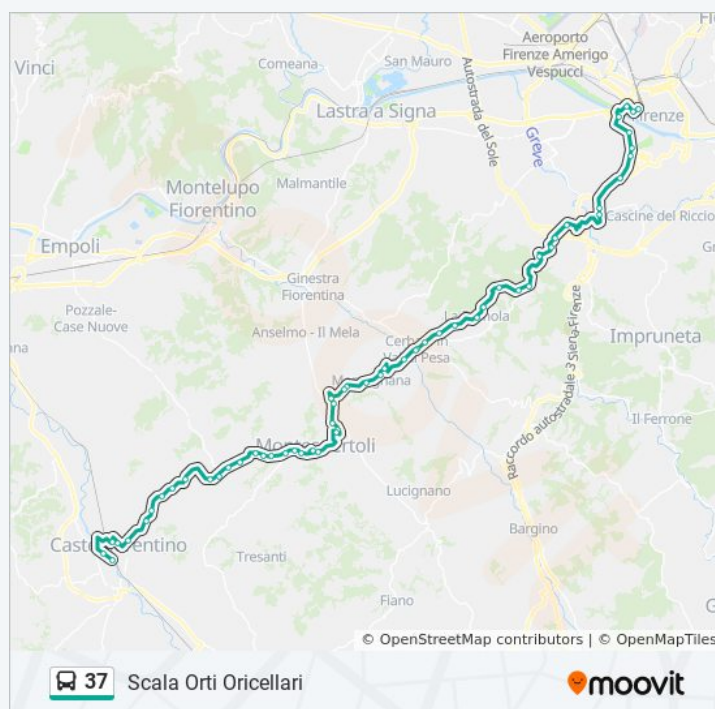 Aeroporto
Firenze Amerigo
Vespucci
Vinci
Comeana
San Mauro
Autostrada del Sole
Lastra a Signa
Greve
Malmantile
Montelupo
Fiorentino
Cascine del Riccio
Empoli
Ginestra
Fiorentina
Pozzale-
Case Nuove
Anselmo - Il Mela
Impruneta
Raccordo autostradale 3 Siena-Firenze
Il Ferrone
Lucignano
Bargino
Tresanti
Fiano
© OpenStreetMap contributors | © OpenMapTiles
37 Scala Orti Oricellari
moovit